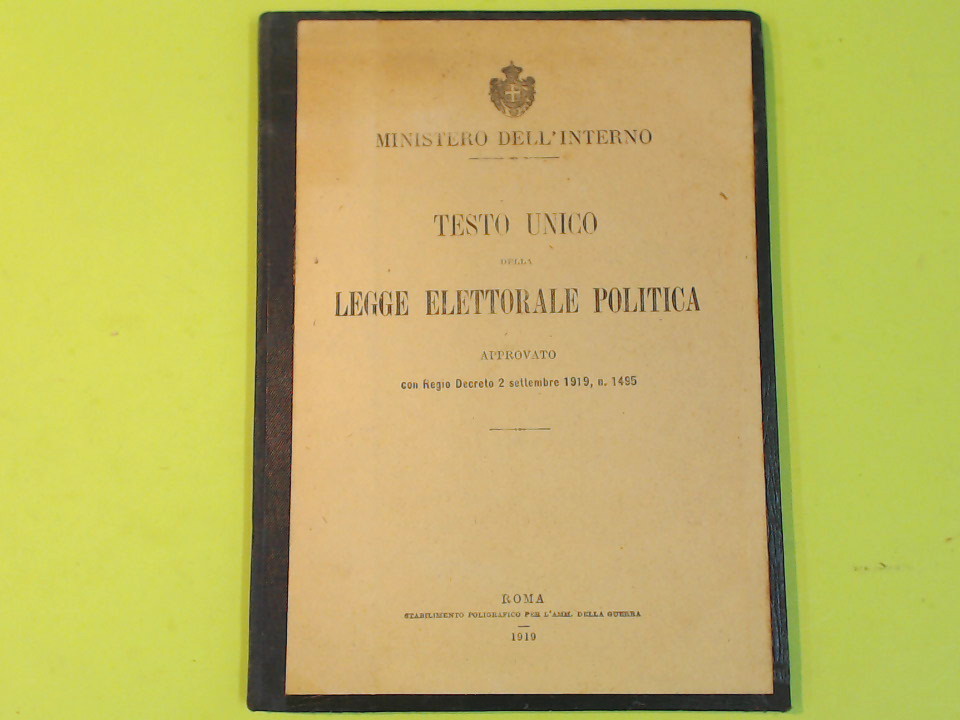 MINISTERO DELL'INTERNO
TESTO UNICO
DELLA
LEGGE ELETTORALE POLITICA
APPROVATO
con Regio Decreto 2 settembre 1919, n. 1495
ROMA
STABILIMENTO POLIGRAFICO PER L'AMM. DELLA GUERRA
1919